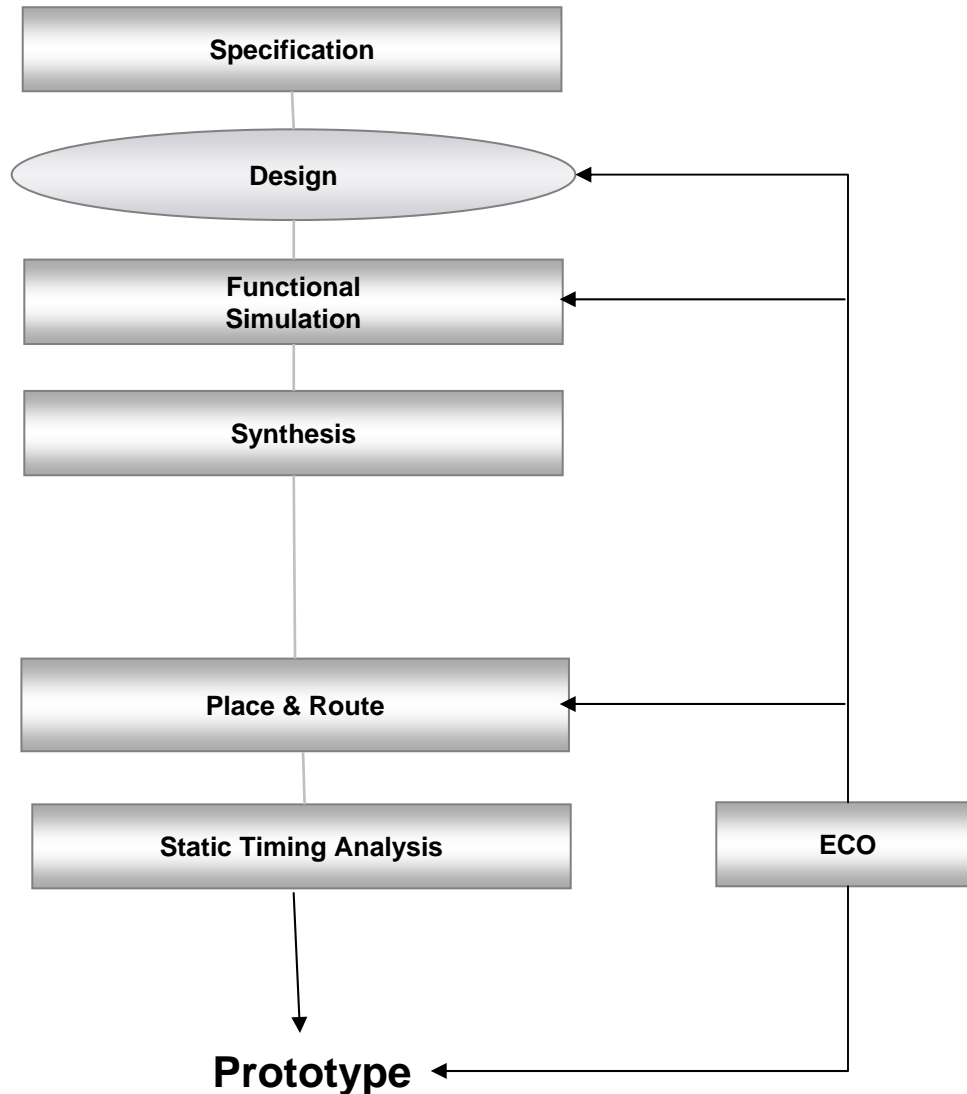 Specification
Design
Functional
Simulation
Synthesis
Place & Route
Static Timing Analysis
ECO
Prototype